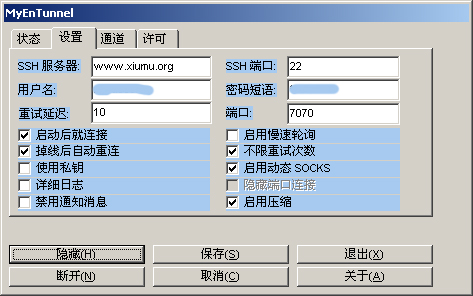 MyEnTunnel
状态 设置 通道 许可
SSH 服务器: www.xiumu.org SSH 端口: 22
用户名: 密码短语:
重试延迟: 10 端口: 7070
启动后就连接 启用慢速轮询
掉线后自动重连 不限重试次数
使用私钥 启用动态 SOCKS
详细日志 隐藏端口连接
禁用通知消息 启用压缩
隐藏(H) 保存(S) 退出(X)
断开(N) 取消(C) 关于(A)